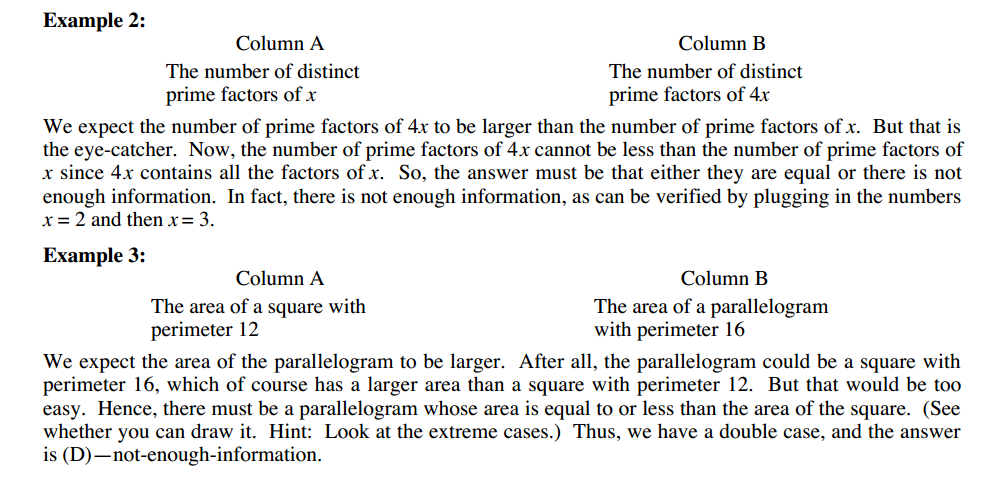 Example 2:
Column A Column B
The number of distinct The number of distinct
prime factors of x prime factors of 4x
We expect the number of prime factors of 4x to be larger than the number of prime factors of x. But that is
the eye-catcher. Now, the number of prime factors of 4x cannot be less than the number of prime factors of
x since 4x contains all the factors of x. So, the answer must be that either they are equal or there is not
enough information. In fact, there is not enough information, as can be verified by plugging in the numbers
x = 2 and then x = 3.
Example 3:
Column A Column B
The area of a square with The area of a parallelogram
perimeter 12 with perimeter 16
We expect the area of the parallelogram to be larger. After all, the parallelogram could be a square with
perimeter 16, which of course has a larger area than a square with perimeter 12. But that would be too
easy. Hence, there must be a parallelogram whose area is equal to or less than the area of the square. (See
whether you can draw it. Hint: Look at the extreme cases.) Thus, we have a double case, and the answer
is (D)—not-enough-information.